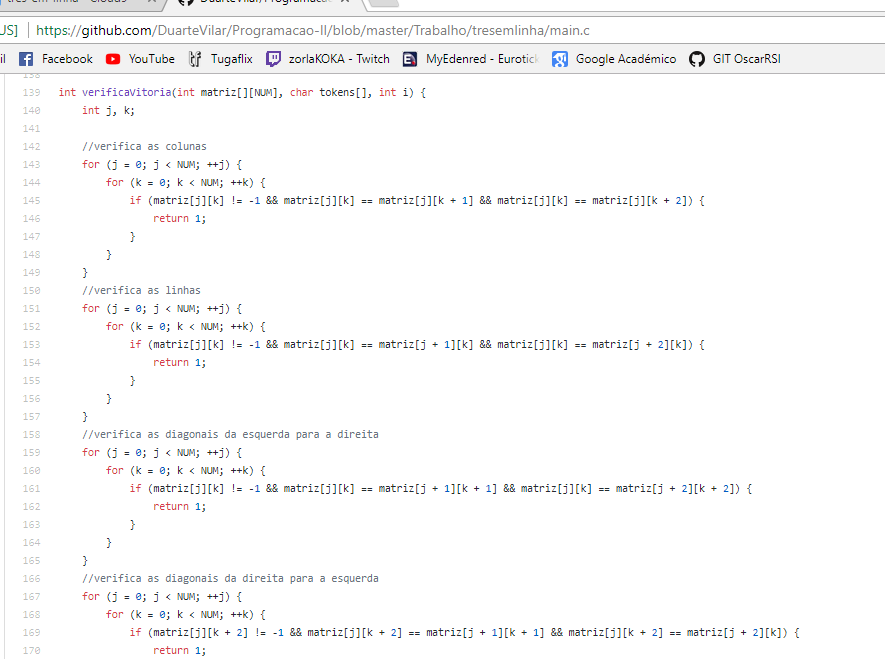 DuarteVilar/Programacao
US] https://github.com/DuarteVilar/Programacao-II/blob/master/Trabalho/tresemlinha/main.c
il Facebook YouTube Tugaflix zorlaKOKA - Twitch MyEdenred - Eurotick Google Académico GIT OscarRSI
138
139 int verificaVitoria(int matriz[][NUM], char tokens[], int i) {
140 int j, k;
141
142 //verifica as colunas
143 for (j = 0; j < NUM; ++j) {
144 for (k = 0; k < NUM; ++k) {
145 if (matriz[j][k] != -1 && matriz[j][k] == matriz[j][k + 1] && matriz[j][k] == matriz[j][k + 2]) {
146 return 1;
147 }
148 }
149 }
150 //verifica as linhas
151 for (j = 0; j < NUM; ++j) {
152 for (k = 0; k < NUM; ++k) {
153 if (matriz[j][k] != -1 && matriz[j][k] == matriz[j + 1][k] && matriz[j][k] == matriz[j + 2][k]) {
154 return 1;
155 }
156 }
157 }
158 //verifica as diagonais da esquerda para a direita
159 for (j = 0; j < NUM; ++j) {
160 for (k = 0; k < NUM; ++k) {
161 if (matriz[j][k] != -1 && matriz[j][k] == matriz[j + 1][k + 1] && matriz[j][k] == matriz[j + 2][k + 2]) {
162 return 1;
163 }
164 }
165 }
166 //verifica as diagonais da direita para a esquerda
167 for (j = 0; j < NUM; ++j) {
168 for (k = 0; k < NUM; ++k) {
169 if (matriz[j][k + 2] != -1 && matriz[j][k + 2] == matriz[j + 1][k + 1] && matriz[j][k + 2] == matriz[j + 2][k]) {
170 return 1;